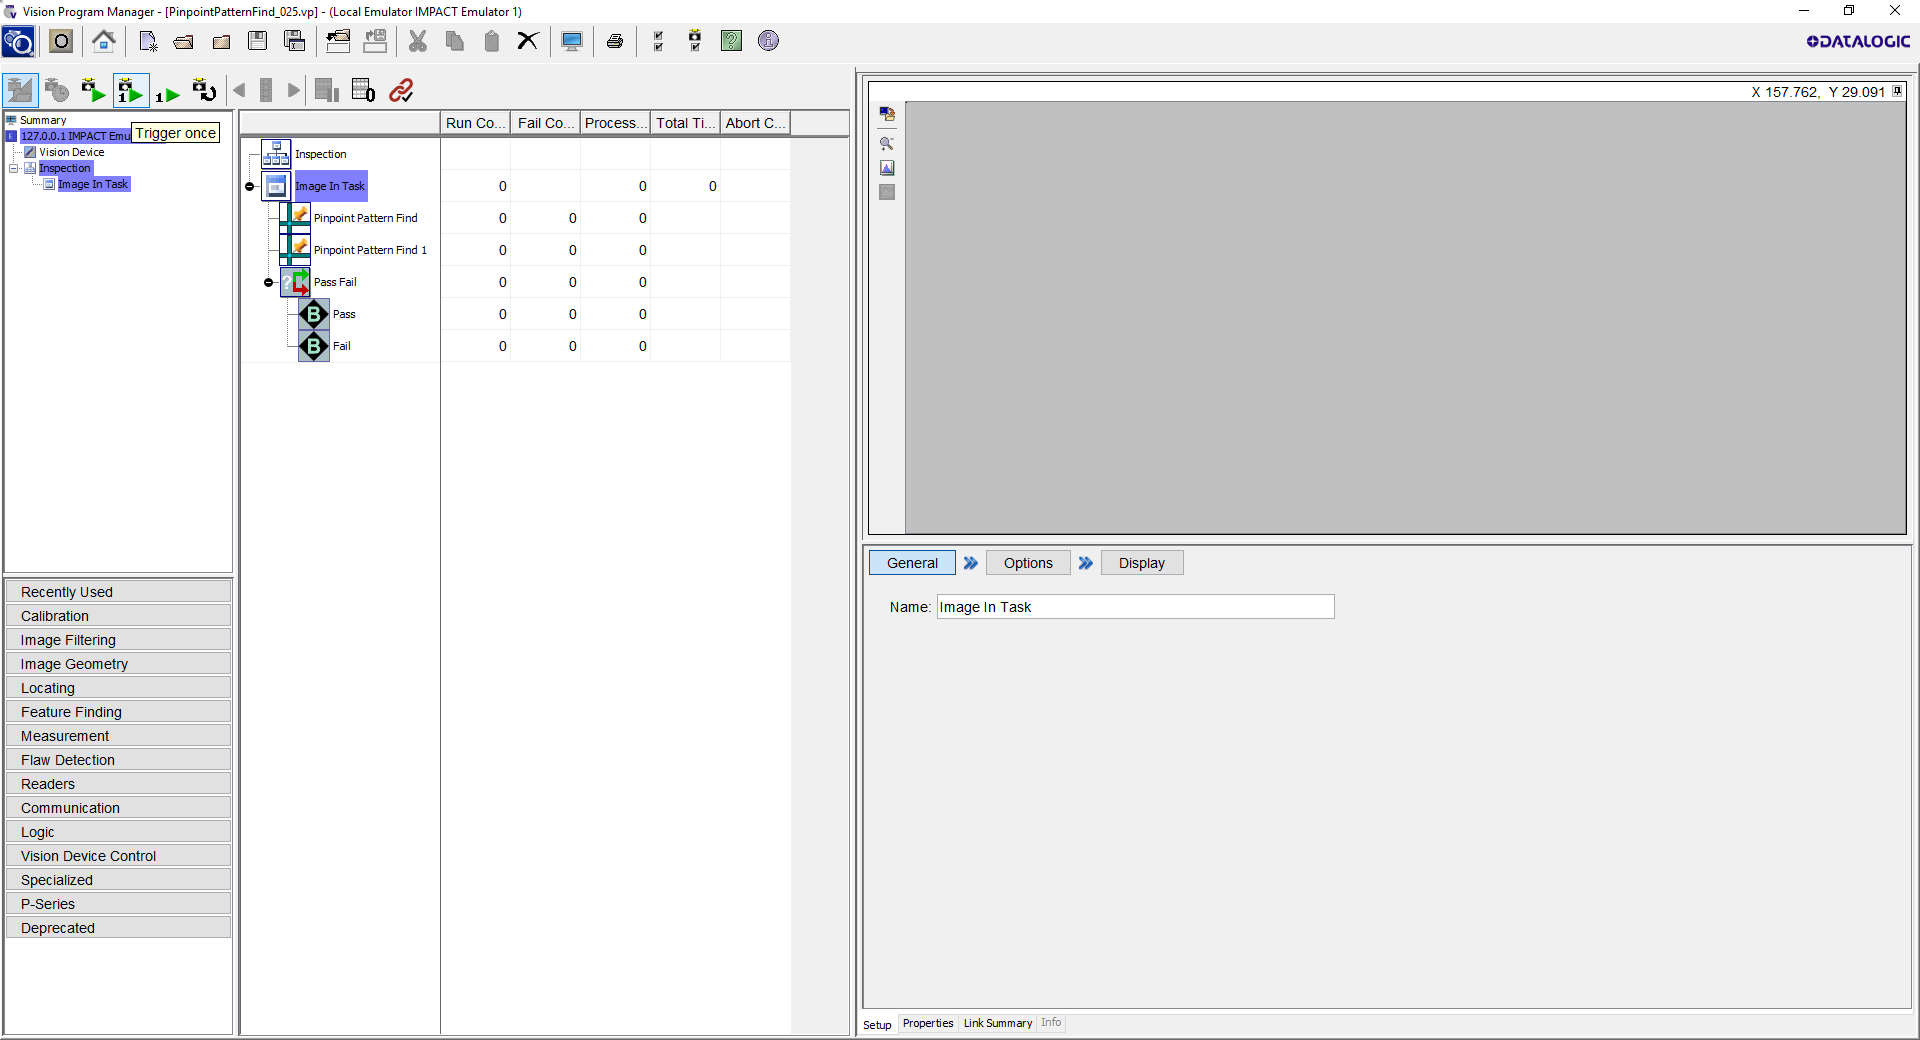 Vision Program Manager - [PinpointPatternFind_025.vp] - (Local Emulator IMPACT Emulator 1)
DATALOGIC
Summary
127.0.0.1 IMPACT Emu
Trigger once
Vision Device
Inspection
Image In Task
Recently Used
Calibration
Image Filtering
Image Geometry
Locating
Feature Finding
Measurement
Flaw Detection
Readers
Communication
Logic
Vision Device Control
Specialized
P-Series
Deprecated
Run Co... Fail Co... Process... Total Ti... Abort C...
Inspection
Image In Task 0 0 0
Pinpoint Pattern Find 0 0 0
Pinpoint Pattern Find 1 0 0 0
Pass Fail 0 0 0
B Pass 0 0 0
B Fail 0 0 0
X 157.762, Y 29.091
General Options Display
Name: Image In Task
Setup Properties Link Summary Info